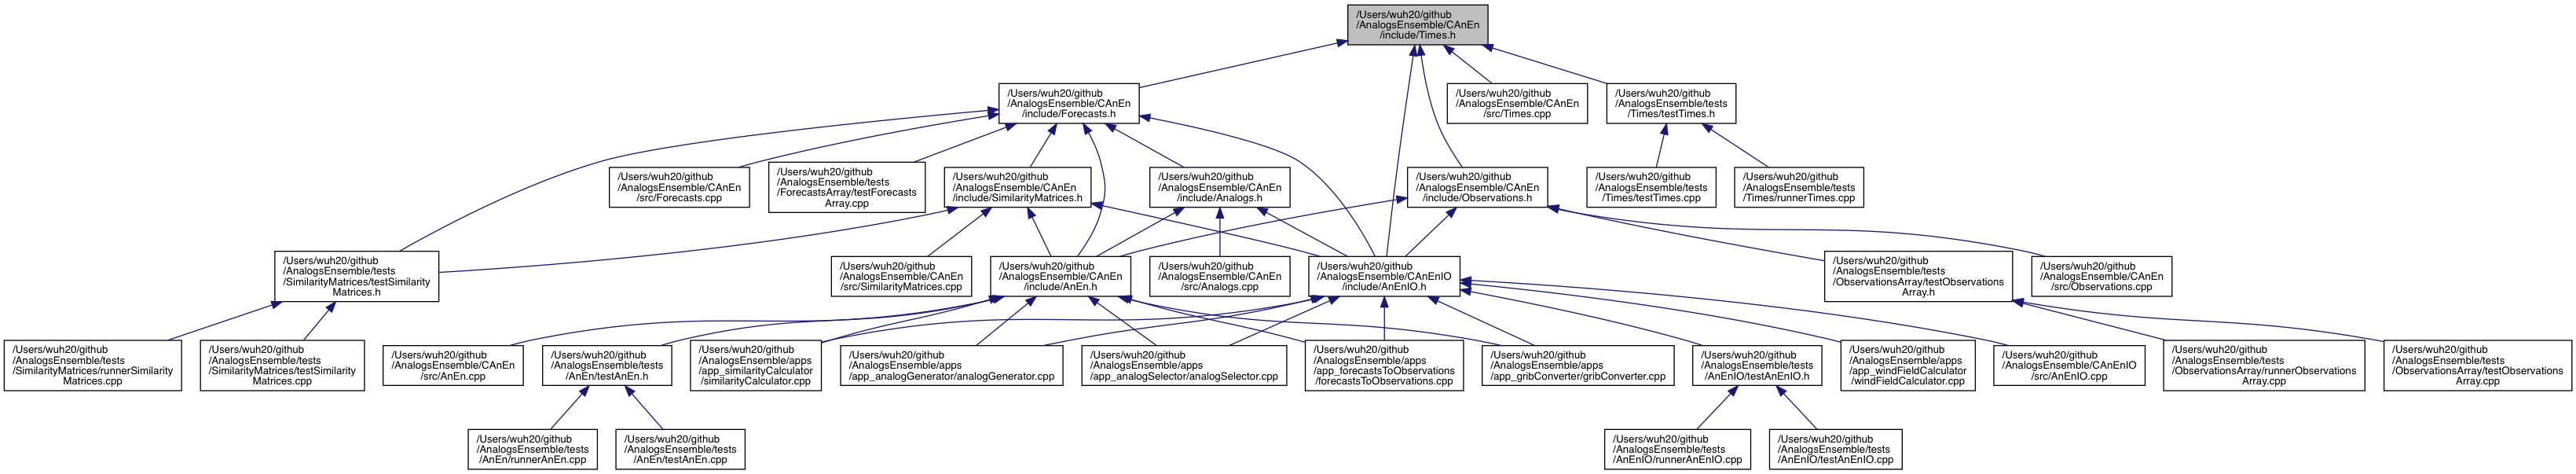 /Users/wuh20/github
/AnalogsEnsemble/CAnEn
/include/Times.h
/Users/wuh20/github
/AnalogsEnsemble/CAnEn
/include/Forecasts.h
/Users/wuh20/github
/AnalogsEnsemble/CAnEn
/src/Times.cpp
/Users/wuh20/github
/AnalogsEnsemble/tests
/Times/testTimes.h
/Users/wuh20/github
/AnalogsEnsemble/CAnEn
/src/Forecasts.cpp
/Users/wuh20/github
/AnalogsEnsemble/tests
/ForecastsArray/testForecasts
Array.cpp
/Users/wuh20/github
/AnalogsEnsemble/CAnEn
/include/SimilarityMatrices.h
/Users/wuh20/github
/AnalogsEnsemble/CAnEn
/include/Analogs.h
/Users/wuh20/github
/AnalogsEnsemble/CAnEn
/include/Observations.h
/Users/wuh20/github
/AnalogsEnsemble/tests
/Times/testTimes.cpp
/Users/wuh20/github
/AnalogsEnsemble/tests
/Times/runnerTimes.cpp
/Users/wuh20/github
/AnalogsEnsemble/tests
/SimilarityMatrices/testSimilarity
Matrices.h
/Users/wuh20/github
/AnalogsEnsemble/CAnEn
/src/SimilarityMatrices.cpp
/Users/wuh20/github
/AnalogsEnsemble/CAnEn
/include/AnEn.h
/Users/wuh20/github
/AnalogsEnsemble/CAnEn
/src/Analogs.cpp
/Users/wuh20/github
/AnalogsEnsemble/CAnEnIO
/include/AnEnIO.h
/Users/wuh20/github
/AnalogsEnsemble/tests
/ObservationsArray/testObservations
Array.h
/Users/wuh20/github
/AnalogsEnsemble/CAnEn
/src/Observations.cpp
/Users/wuh20/github
/AnalogsEnsemble/tests
/SimilarityMatrices/runnerSimilarity
Matrices.cpp
/Users/wuh20/github
/AnalogsEnsemble/tests
/SimilarityMatrices/testSimilarity
Matrices.cpp
/Users/wuh20/github
/AnalogsEnsemble/CAnEn
/src/AnEn.cpp
/Users/wuh20/github
/AnalogsEnsemble/tests
/AnEn/testAnEn.h
/Users/wuh20/github
/AnalogsEnsemble/apps
/app_similarityCalculator
/similarityCalculator.cpp
/Users/wuh20/github
/AnalogsEnsemble/apps
/app_analogGenerator/analogGenerator.cpp
/Users/wuh20/github
/AnalogsEnsemble/apps
/app_analogSelector/analogSelector.cpp
/Users/wuh20/github
/AnalogsEnsemble/apps
/app_forecastsToObservations
/forecastsToObservations.cpp
/Users/wuh20/github
/AnalogsEnsemble/apps
/app_gribConverter/gribConverter.cpp
/Users/wuh20/github
/AnalogsEnsemble/tests
/AnEnIO/testAnEnIO.h
/Users/wuh20/github
/AnalogsEnsemble/apps
/app_windFieldCalculator
/windFieldCalculator.cpp
/Users/wuh20/github
/AnalogsEnsemble/CAnEnIO
/src/AnEnIO.cpp
/Users/wuh20/github
/AnalogsEnsemble/tests
/ObservationsArray/runnerObservations
Array.cpp
/Users/wuh20/github
/AnalogsEnsemble/tests
/ObservationsArray/testObservations
Array.cpp
/Users/wuh20/github
/AnalogsEnsemble/tests
/AnEn/runnerAnEn.cpp
/Users/wuh20/github
/AnalogsEnsemble/tests
/AnEn/testAnEn.cpp
/Users/wuh20/github
/AnalogsEnsemble/tests
/AnEnIO/runnerAnEnIO.cpp
/Users/wuh20/github
/AnalogsEnsemble/tests
/AnEnIO/testAnEnIO.cpp